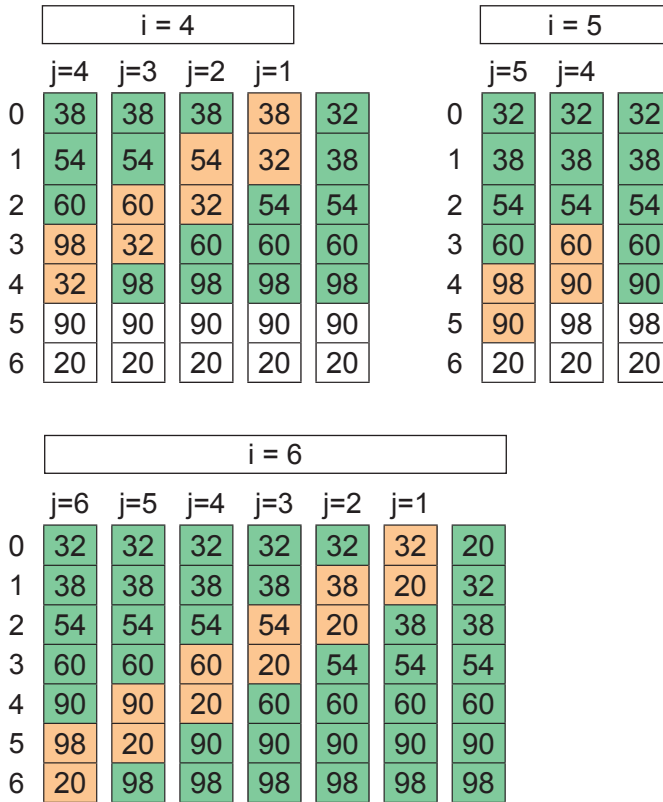 i = 4
j=4 j=3 j=2 j=1
0 38 38 38 38 32
1 54 54 54 32 38
2 60 60 32 54 54
3 98 32 60 60 60
4 32 98 98 98 98
5 90 90 90 90 90
6 20 20 20 20 20
i = 5
j=5 j=4
0 32 32 32
1 38 38 38
2 54 54 54
3 60 60 60
4 98 90 90
5 90 98 98
6 20 20 20
i = 6
j=6 j=5 j=4 j=3 j=2 j=1
0 32 32 32 32 32 32 20
1 38 38 38 38 38 20 32
2 54 54 54 54 20 38 38
3 60 60 60 20 54 54 54
4 90 90 20 60 60 60 60
5 98 20 90 90 90 90 90
6 20 98 98 98 98 98 98